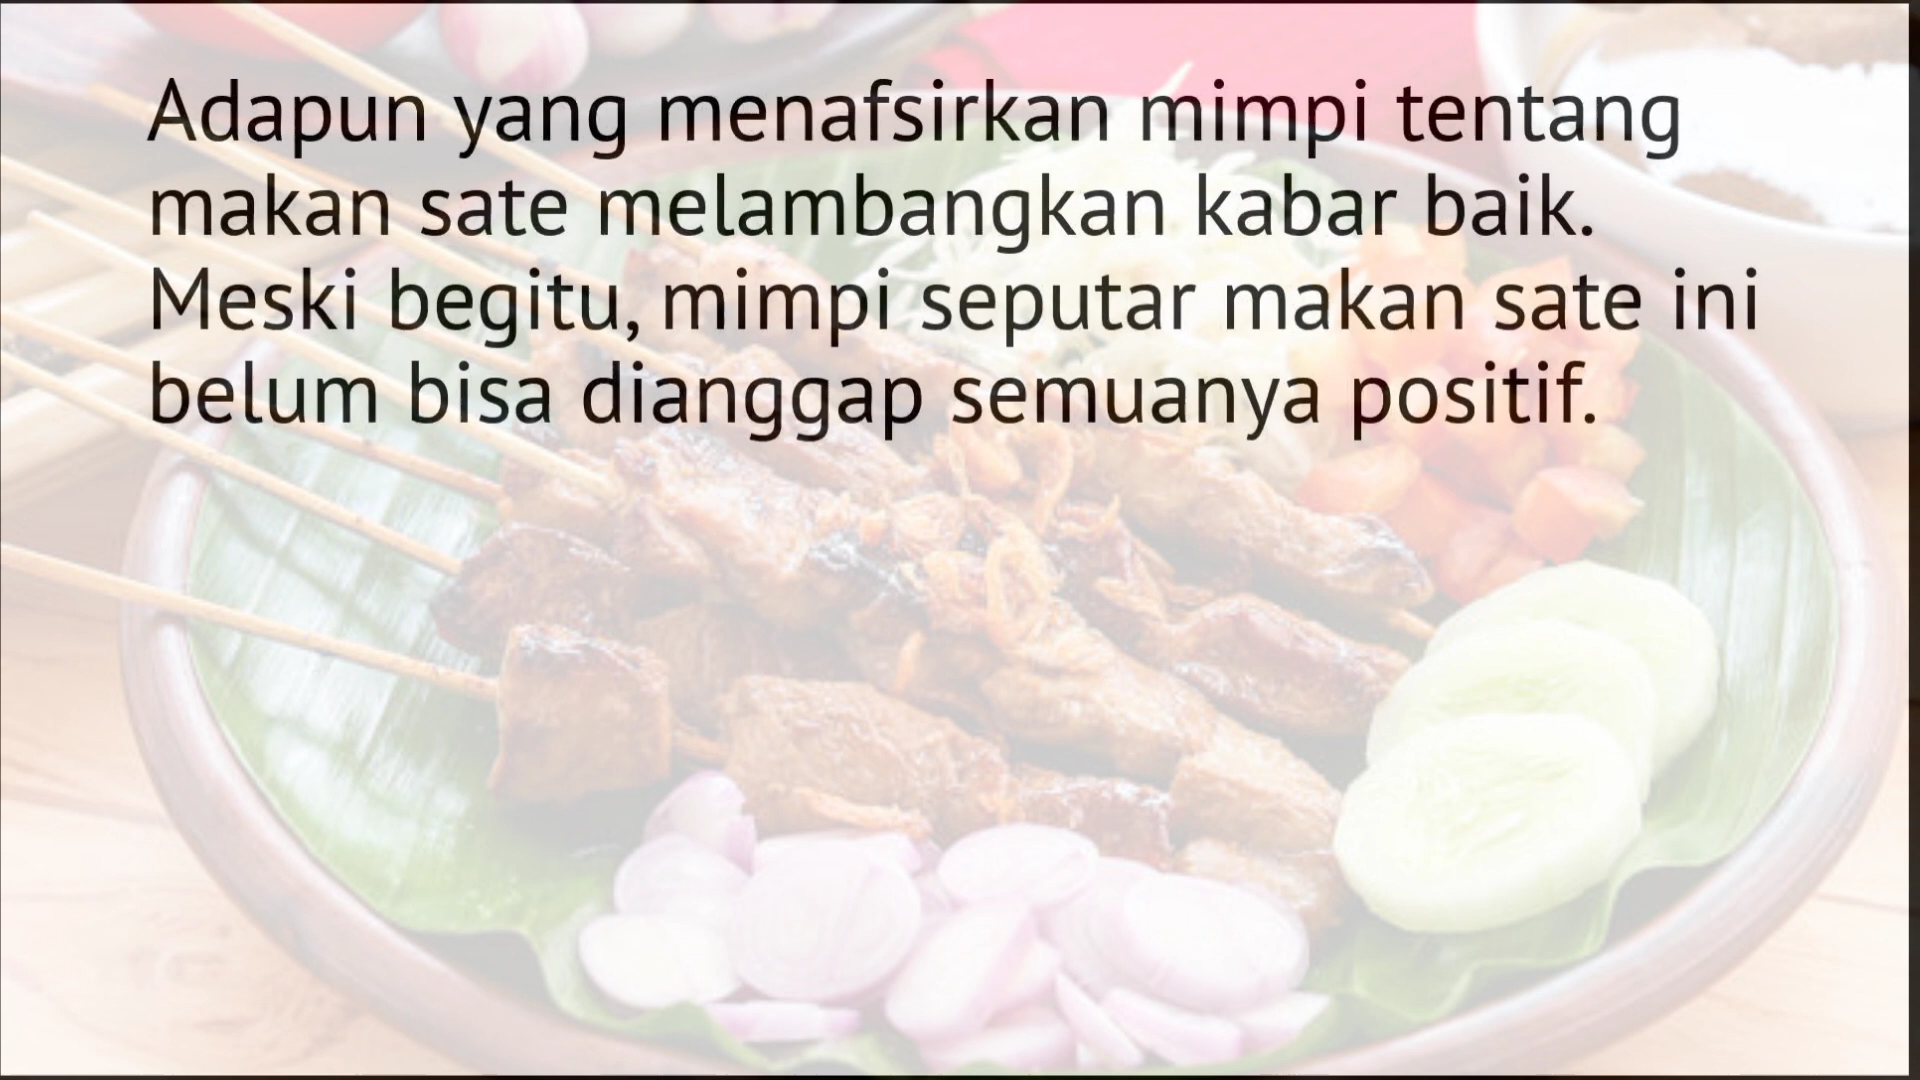 Adapun yang menafsirkan mimpi tentang
makan sate melambangkan kabar baik.
Meski begitu, mimpi seputar makan sate ini
belum bisa dianggap semuanya positif.